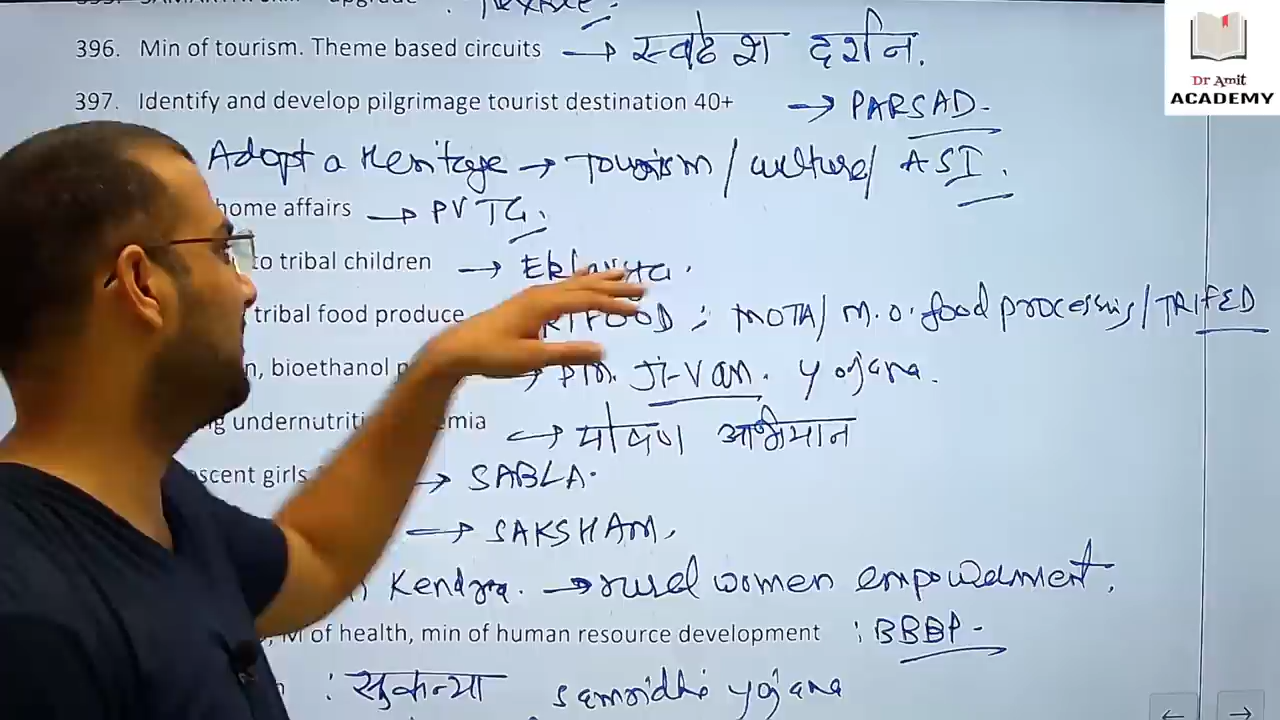 396. Min of tourism. Theme based circuits → स्वदेश दर्शन.
397. Identify and develop pilgrimage tourist destination 40+ → PARSAD-
Adopt a Heritage → Tourism / culture / ASI.
home affairs → PVTG.
to tribal children →
tribal food produce : MOTA / M.O. food processing / TRIFED
bioethanol → PM. JI-VAN. Yojana.
undernutrition → पोषण अभियान
scent girls → SABLA.
→ SAKSHAM,
Kendra. → rural women empowerment.
of health, min of human resource development : BBBP-
: सुकन्या samridhi yojana
Dr Amit
ACADEMY